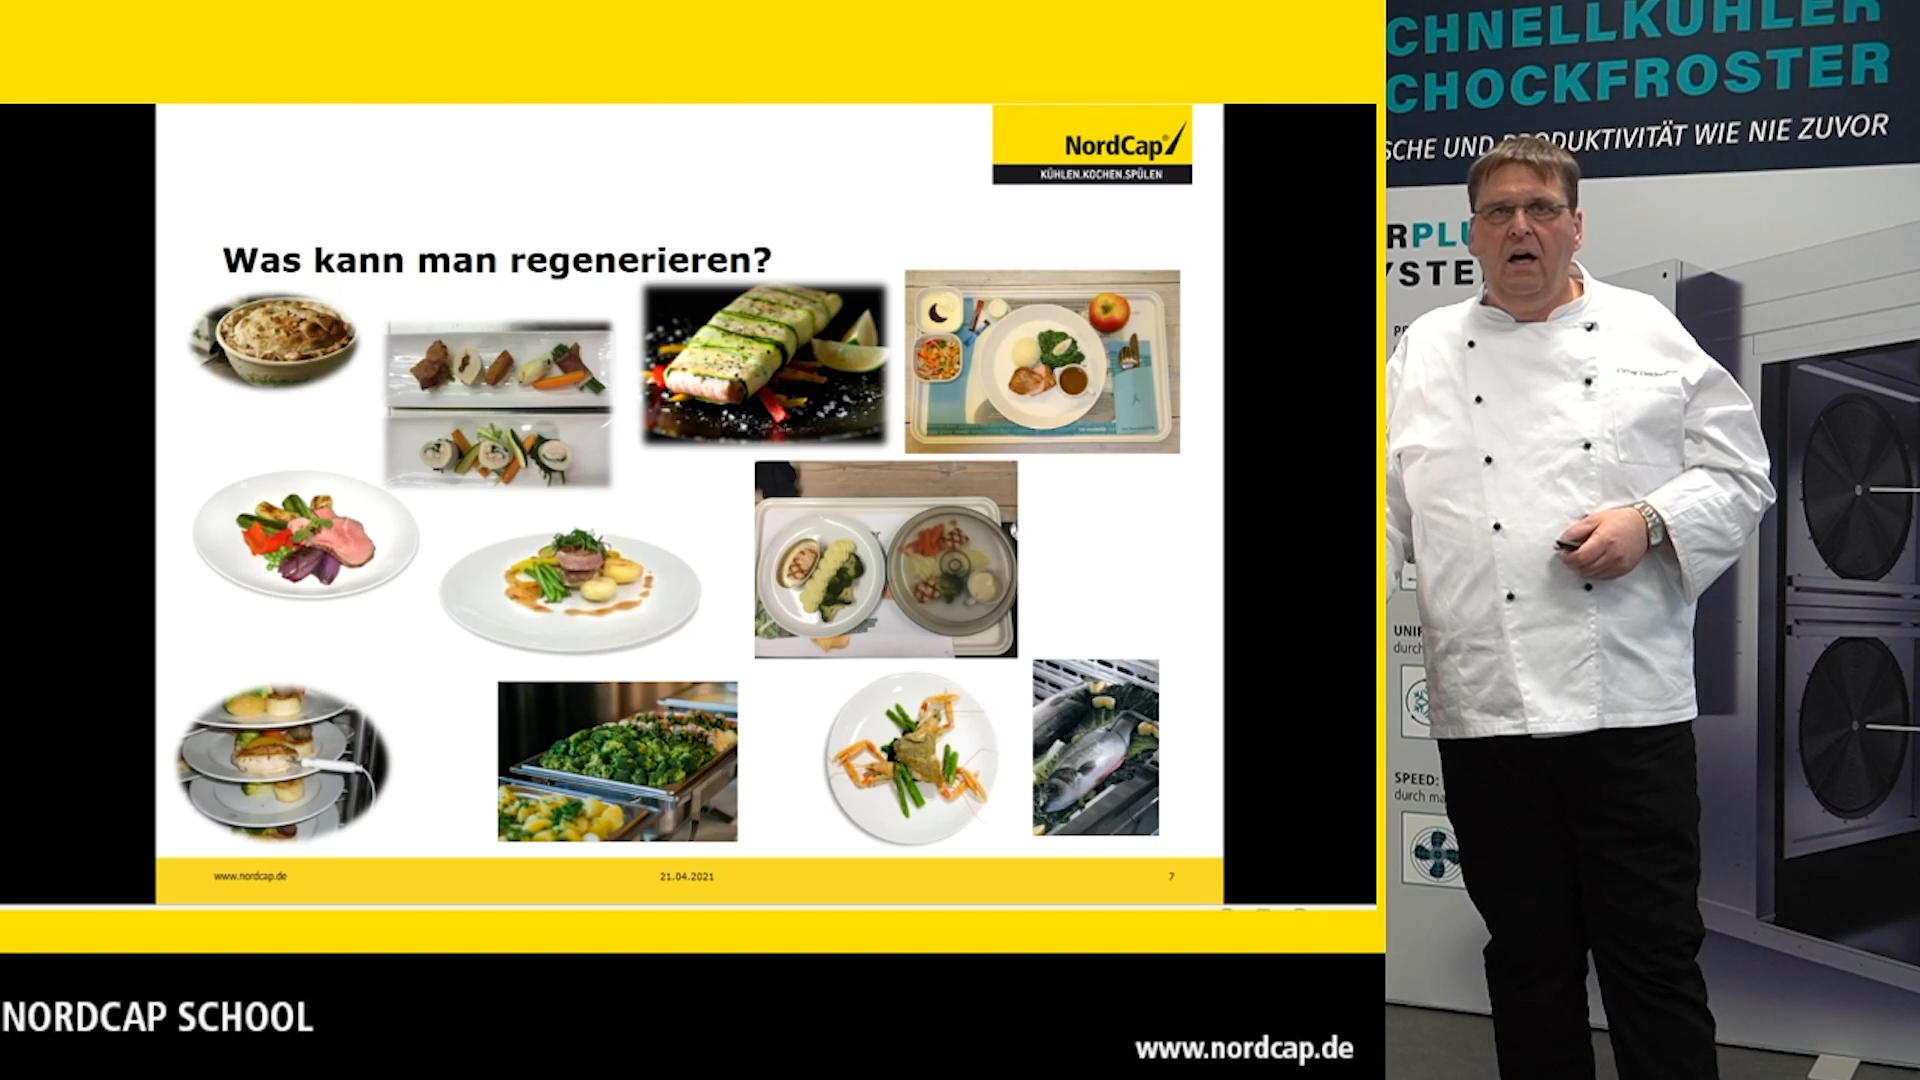 NordCap®
KÜHLEN.KOCHEN.SPÜLEN
Was kann man regenerieren?
www.nordcap.de
21.04.2021
7
NORDCAP SCHOOL
www.nordcap.de
CHNELLKÜHLER
CHOCKFROSTER
SCHE UND PRODUKTIVITÄT WIE NIE ZUVOR
RPLU
YSTE
UNIF
durch
SPEED:
durch ma